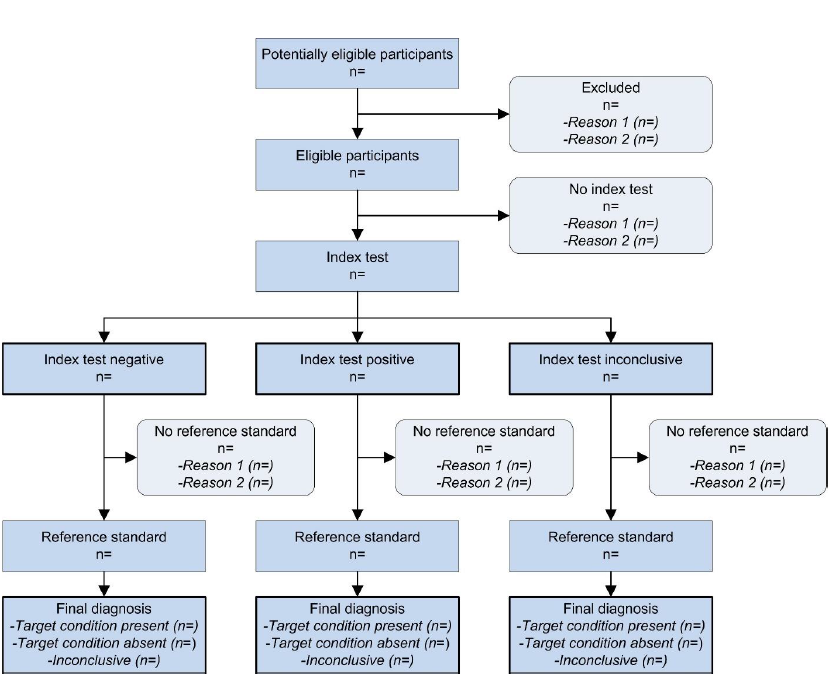 Potentially eligible participants
n=
Excluded
n=
-Reason 1 (n=)
-Reason 2 (n=)
Eligible participants
n=
No index test
n=
-Reason 1 (n=)
-Reason 2 (n=)
Index test
n=
Index test negative
n=
Index test positive
n=
Index test inconclusive
n=
No reference standard
n=
-Reason 1 (n=)
-Reason 2 (n=)
No reference standard
n=
-Reason 1 (n=)
-Reason 2 (n=)
No reference standard
n=
-Reason 1 (n=)
-Reason 2 (n=)
Reference standard
n=
Reference standard
n=
Reference standard
n=
Final diagnosis
-Target condition present (n=)
-Target condition absent (n=)
-Inconclusive (n=)
Final diagnosis
-Target condition present (n=)
-Target condition absent (n=)
-Inconclusive (n=)
Final diagnosis
-Target condition present (n=)
-Target condition absent (n=)
-Inconclusive (n=)